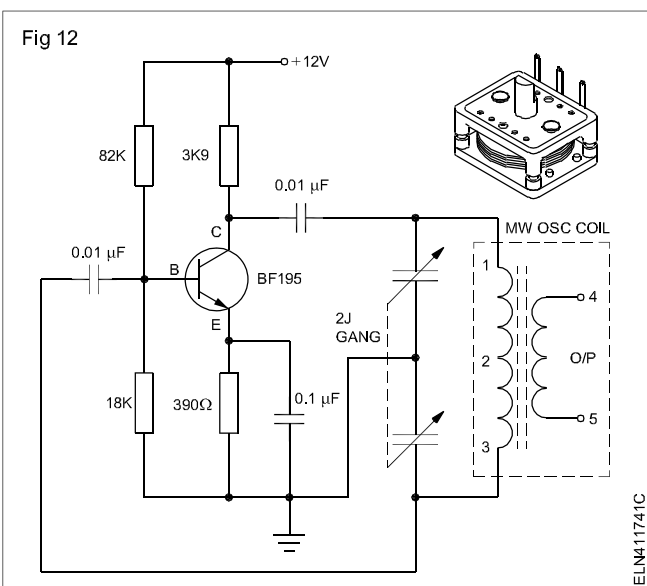 Fig 12
+12V
82K
3K9
0.01 µF
C
MW OSC COIL
0.01 µF
B
BF195
1
4
E
2J
GANG
2
O/P
18K
390Ω
0.1 µF
5
3
ELN411741C